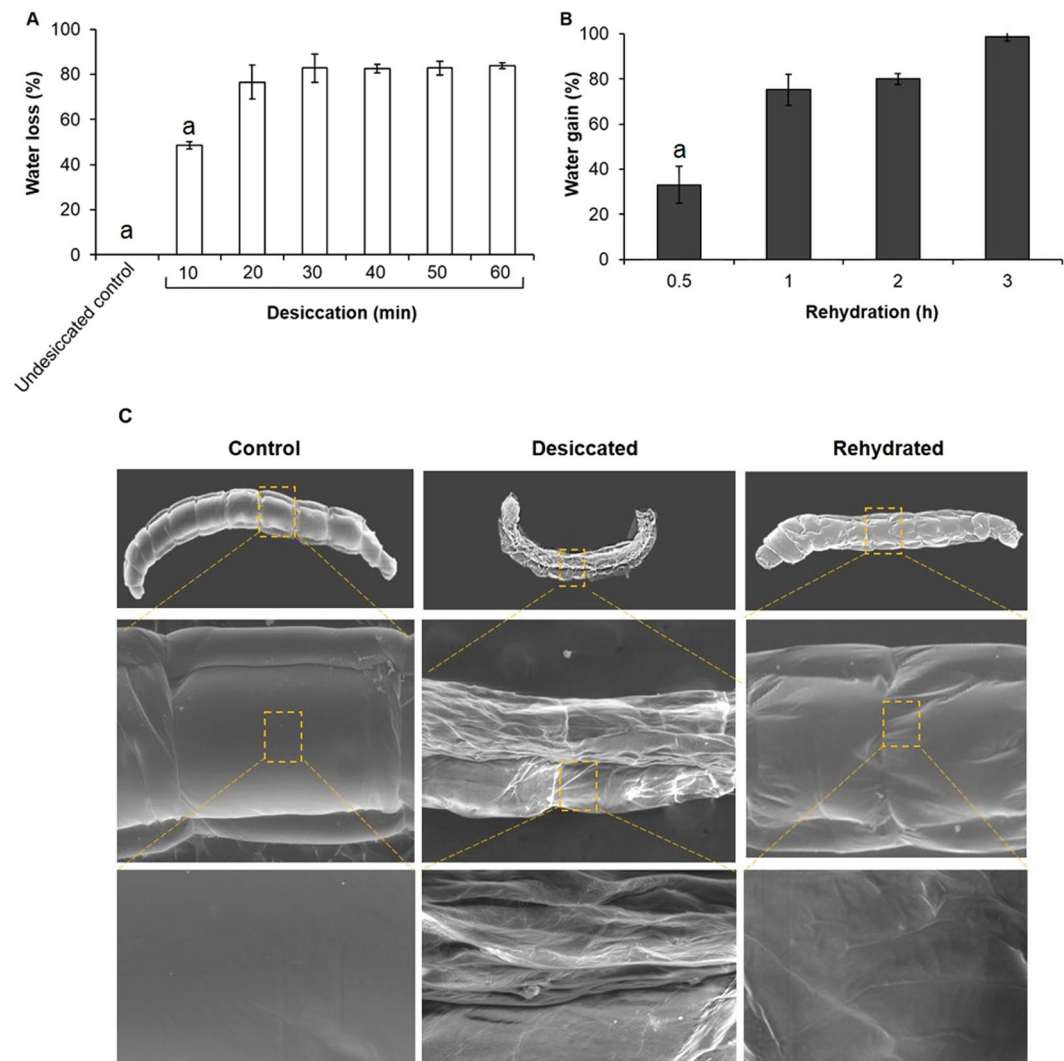 A
Water loss (%)
100
80
60
40
20
0
a
a
Undesiccated control
10 20 30 40 50 60
Desiccation (min)
B
Water gain (%)
100
80
60
40
20
0
a
0.5 1 2 3
Rehydration (h)
C
Control Desiccated Rehydrated